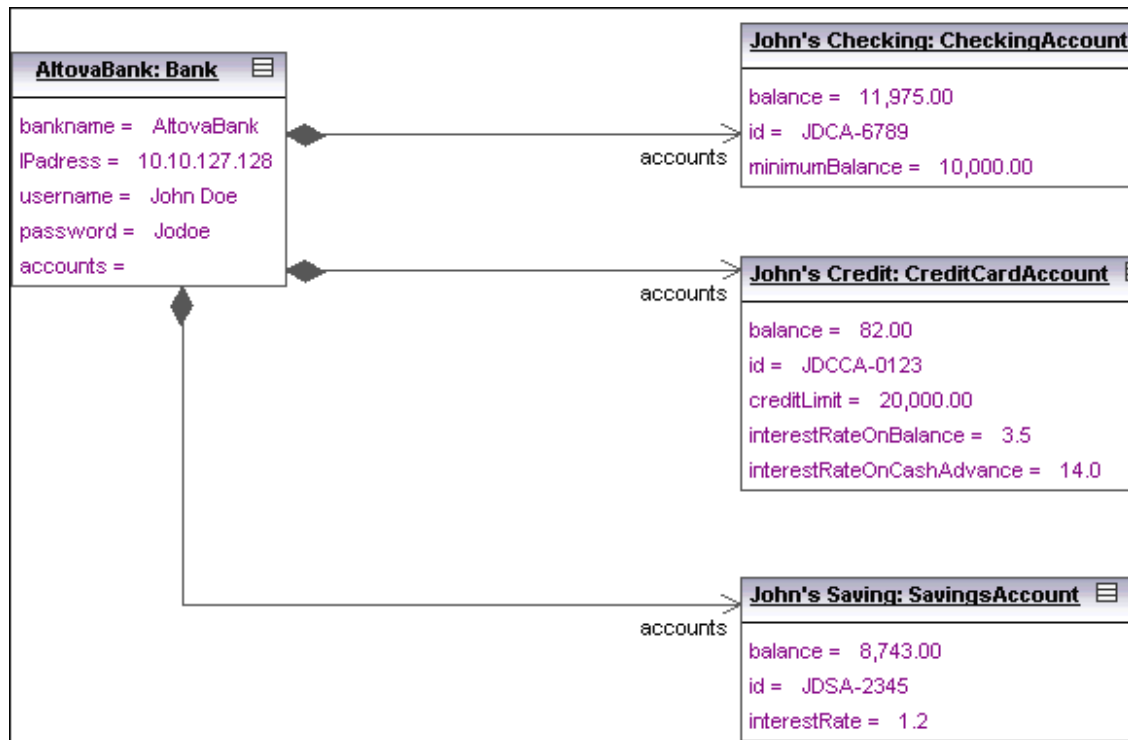 AltovaBank: Bank
bankname = AltovaBank
IPadress = 10.10.127.128
username = John Doe
password = Jodoe
accounts =
John's Checking: CheckingAccount
balance = 11,975.00
id = JDCA-6789
minimumBalance = 10,000.00
accounts
John's Credit: CreditCardAccount
balance = 82.00
id = JDCCA-0123
creditLimit = 20,000.00
interestRateOnBalance = 3.5
interestRateOnCashAdvance = 14.0
accounts
John's Saving: SavingsAccount
balance = 8,743.00
id = JDSA-2345
interestRate = 1.2
accounts